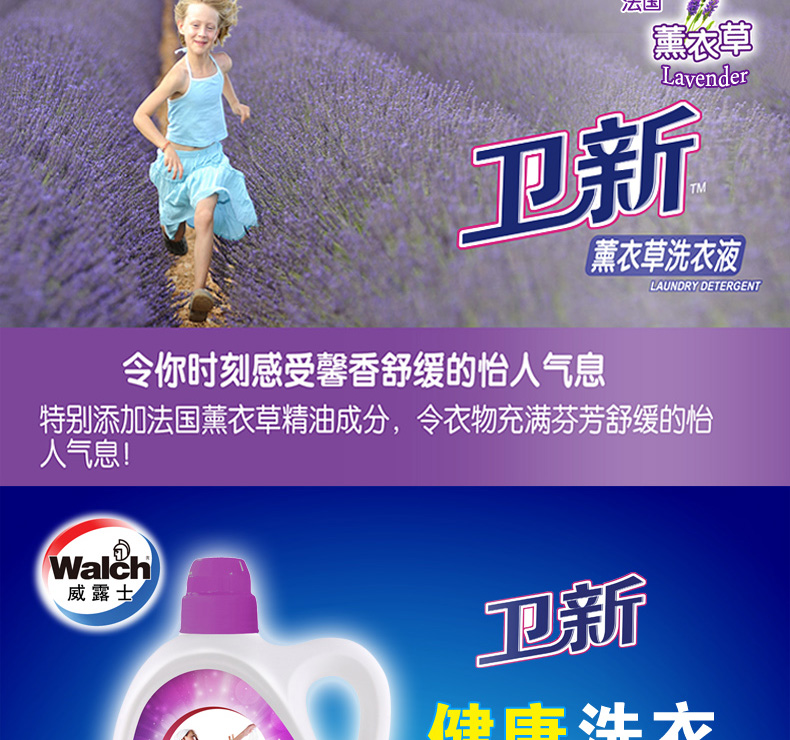 法国
薰衣草
Lavender
卫新™
薰衣草洗衣液
LAUNDRY DETERGENT
令你时刻感受馨香舒缓的怡人气息
特别添加法国薰衣草精油成分，令衣物充满芬芳舒缓的怡
人气息！
Walch®
威露士
卫新
健康洗衣